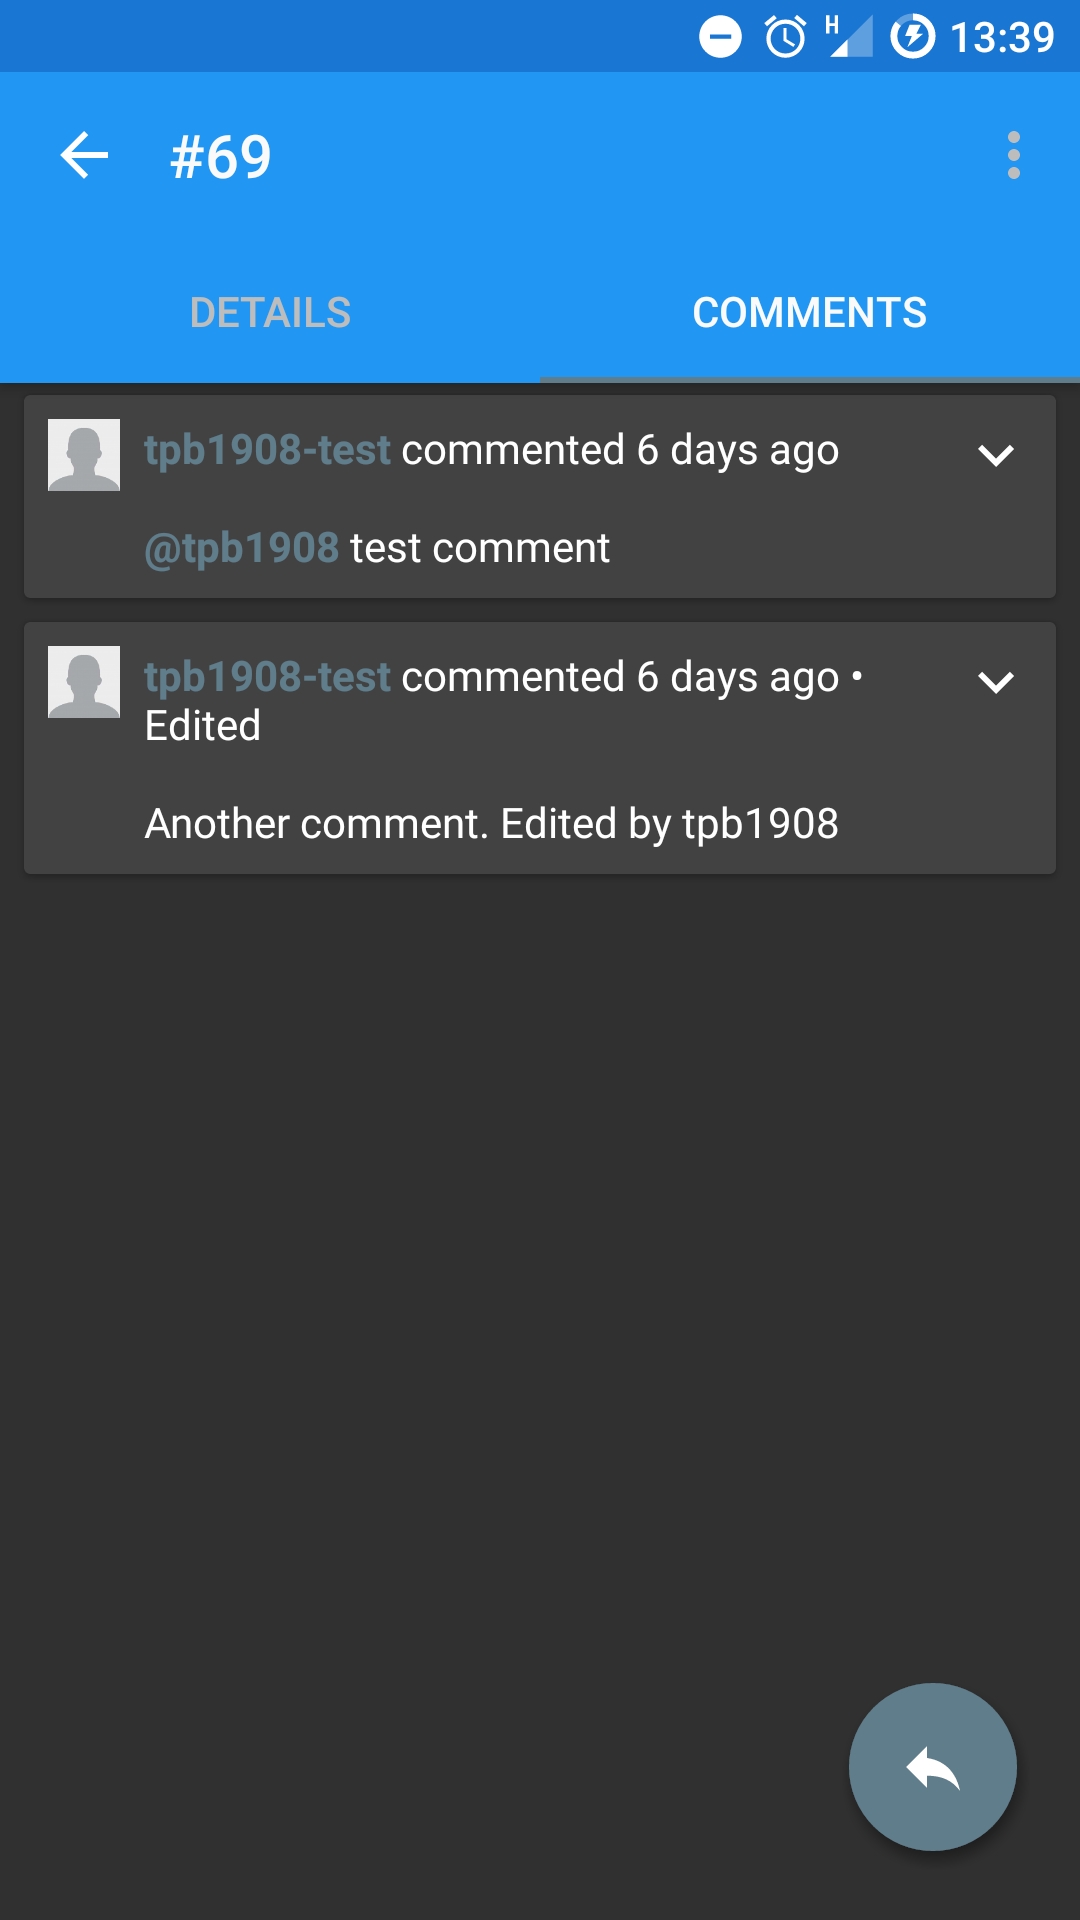 H 13:39
#69
DETAILS COMMENTS
tpb1908-test commented 6 days ago
@tpb1908 test comment
tpb1908-test commented 6 days ago •
Edited
Another comment. Edited by tpb1908